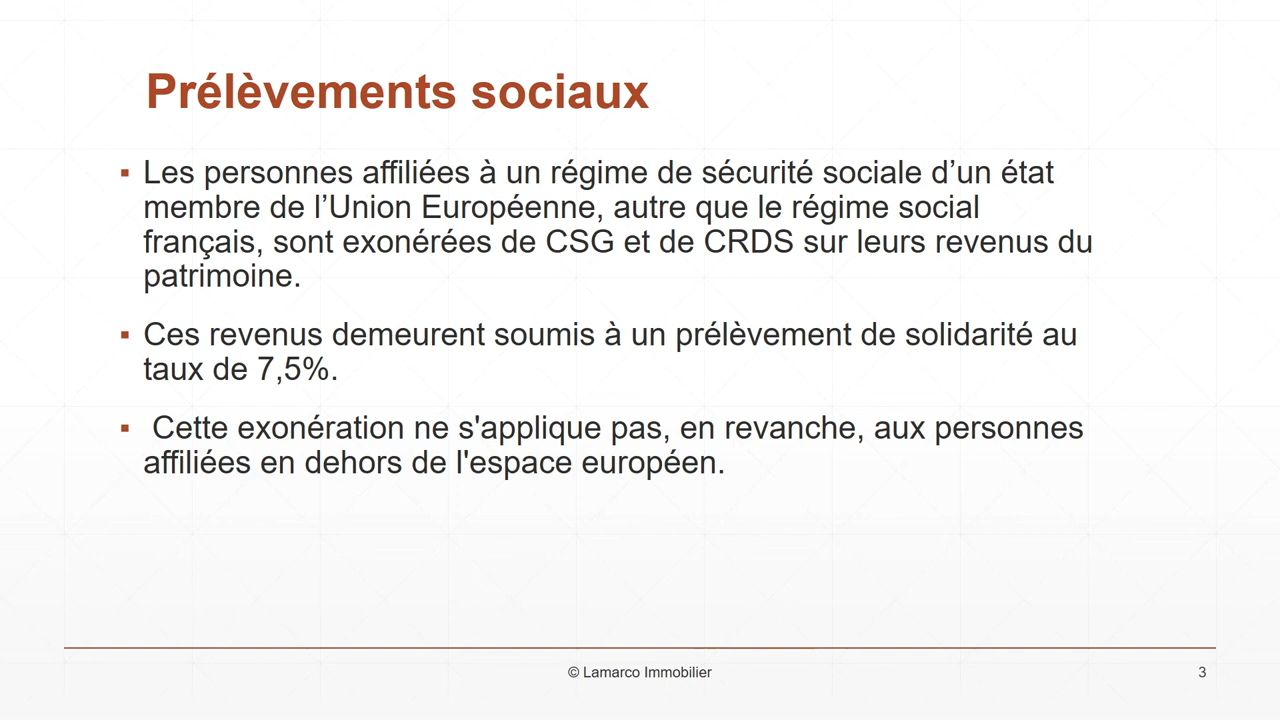 Prélèvements sociaux
▪ Les personnes affiliées à un régime de sécurité sociale d’un état
membre de l’Union Européenne, autre que le régime social
français, sont exonérées de CSG et de CRDS sur leurs revenus du
patrimoine.
▪ Ces revenus demeurent soumis à un prélèvement de solidarité au
taux de 7,5%.
▪ Cette exonération ne s'applique pas, en revanche, aux personnes
affiliées en dehors de l'espace européen.
© Lamarco Immobilier
3